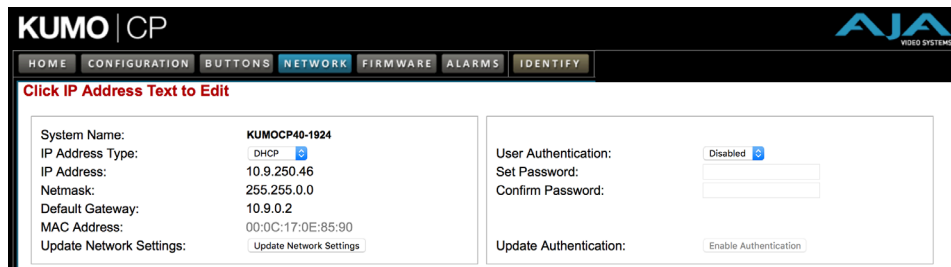 KUMO | CP
AJA
VIDEO SYSTEMS
HOME CONFIGURATION BUTTONS NETWORK FIRMWARE ALARMS IDENTIFY
Click IP Address Text to Edit
System Name: KUMOCP40-1924
IP Address Type: DHCP
IP Address: 10.9.250.46
Netmask: 255.255.0.0
Default Gateway: 10.9.0.2
MAC Address: 00:0C:17:0E:85:90
Update Network Settings: Update Network Settings
User Authentication: Disabled
Set Password:
Confirm Password:
Update Authentication: Enable Authentication